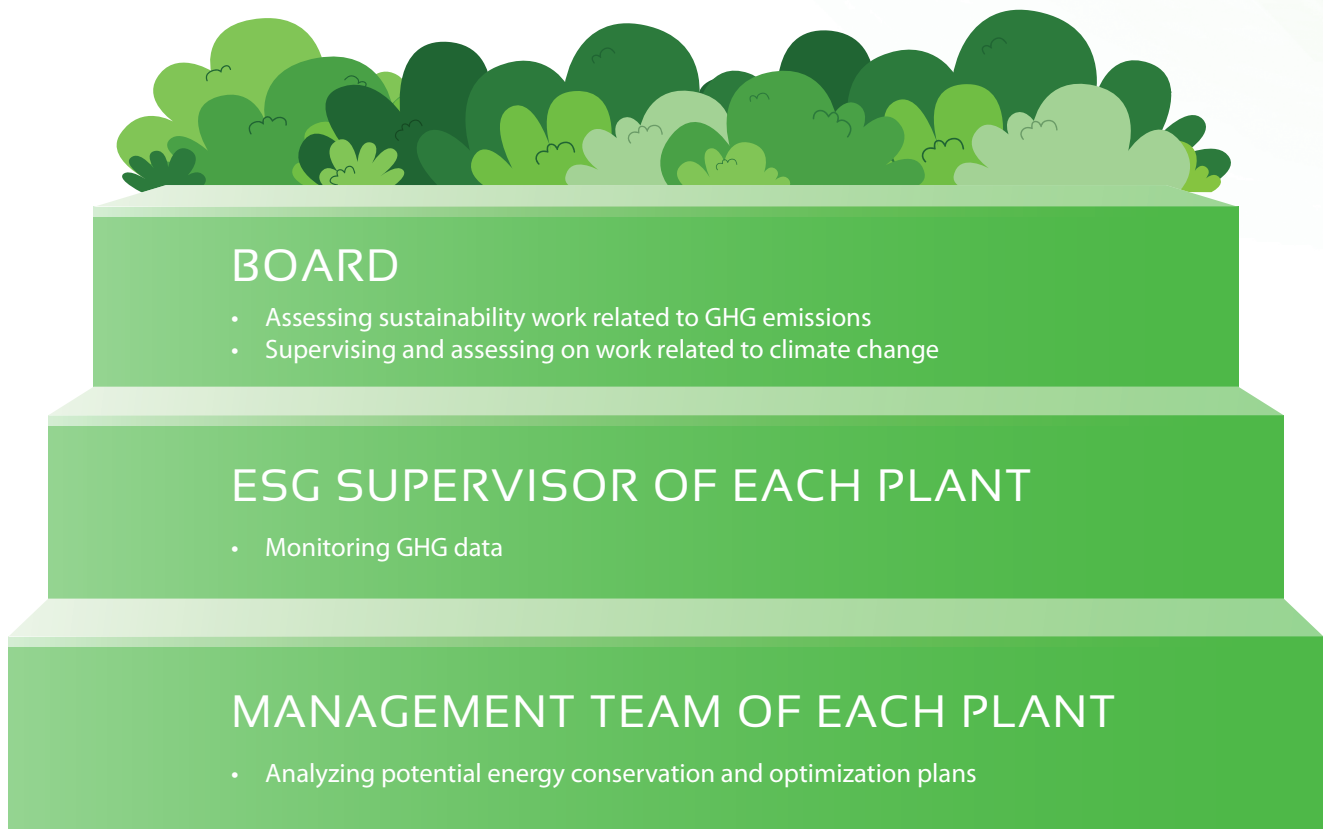 BOARD
• Assessing sustainability work related to GHG emissions
• Supervising and assessing on work related to climate change
ESG SUPERVISOR OF EACH PLANT
• Monitoring GHG data
MANAGEMENT TEAM OF EACH PLANT
• Analyzing potential energy conservation and optimization plans